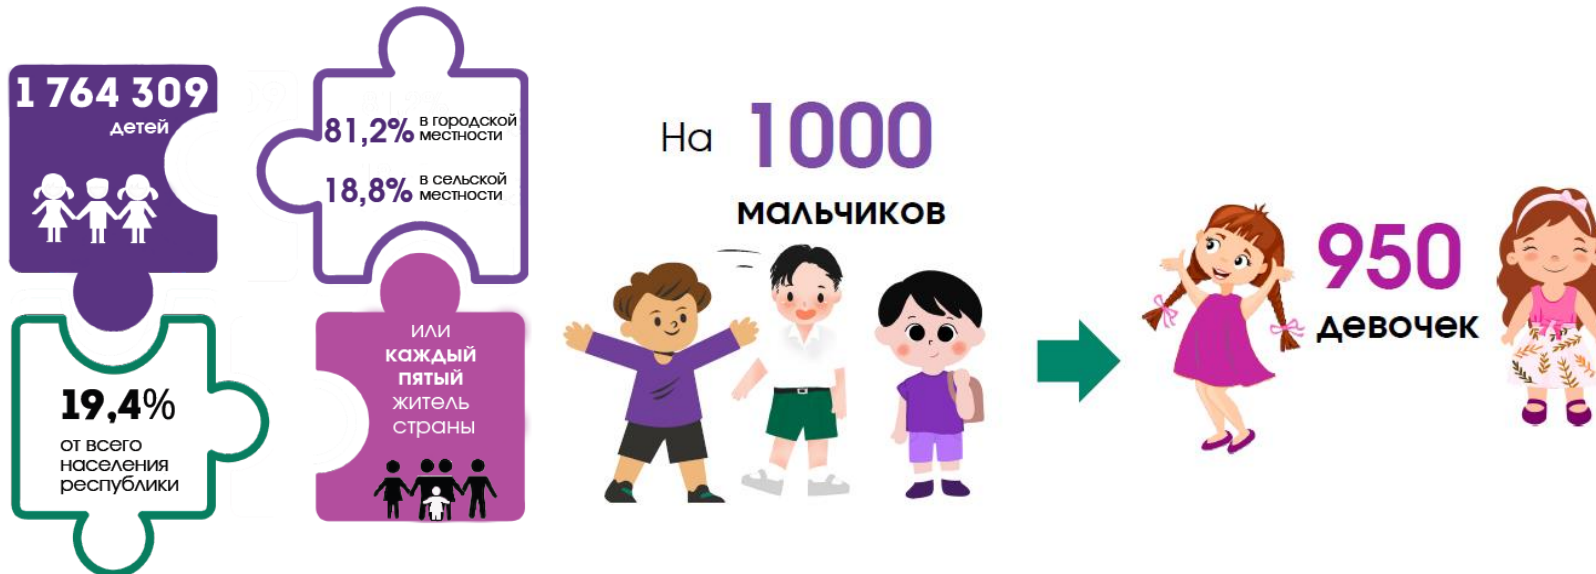 1 764 309
детей
81,2% в городской
местности
18,8% в сельской
местности
19,4%
от всего
населения
республики
или
каждый
пятый
житель
страны
На 1000
мальчиков
950
девочек